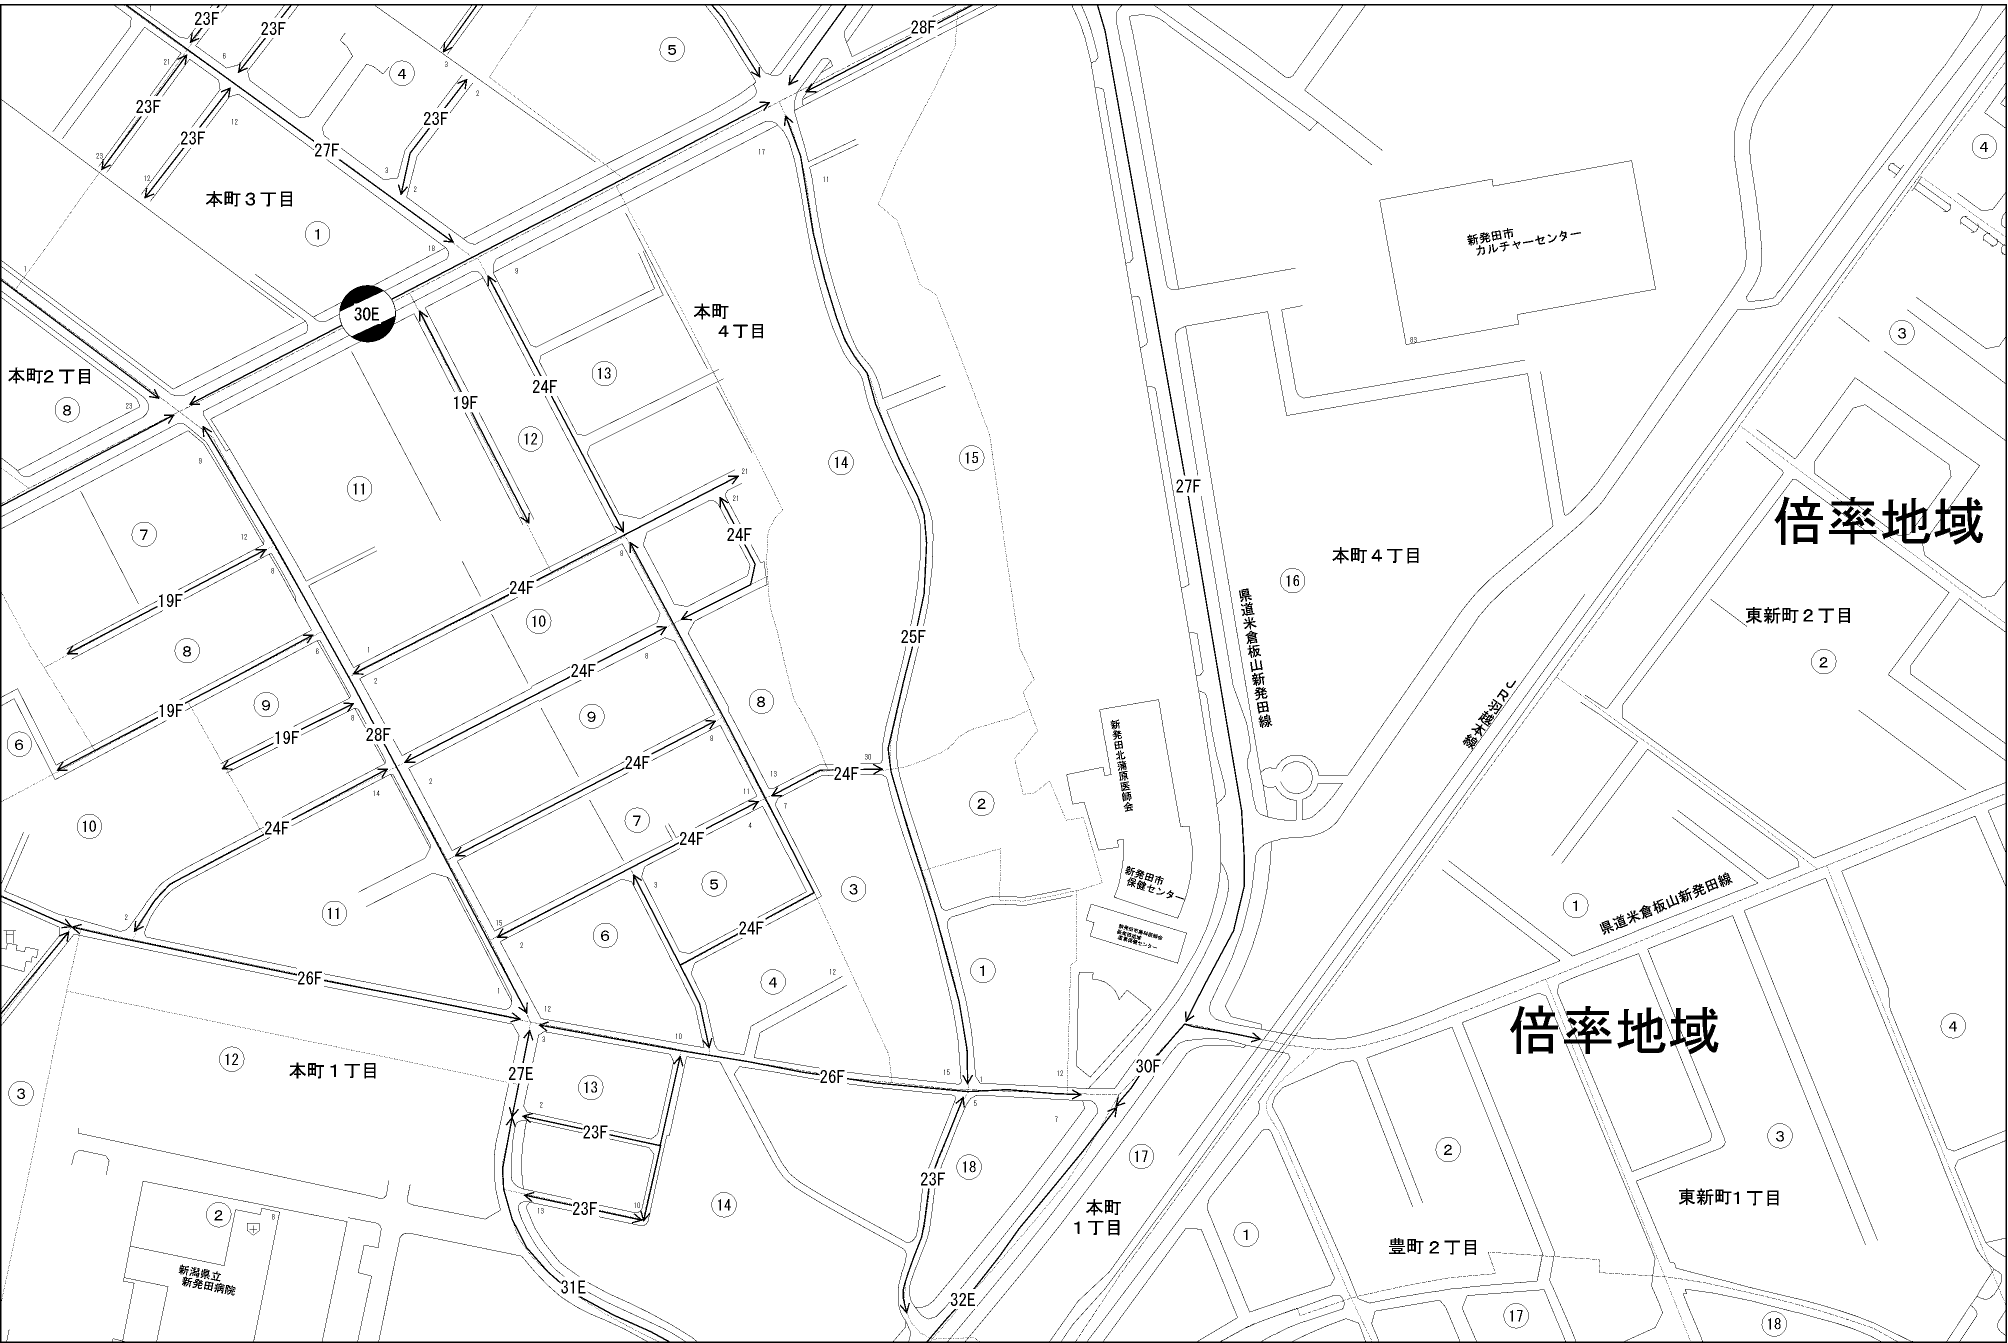 23F
23F
28F
5
4
23F
23F
23F
27F
本町3丁目
1
30E
本町
4丁目
新発田市
カルチャーセンター
83
4
3
本町2丁目
8
13
24F
19F
12
11
14
15
27F
7
24F
倍率地域
本町4丁目
16
県道米倉板山新発田線
24F
19F
10
8
25F
東新町2丁目
2
24F
9
19F
8
9
19F
28F
6
JR羽越本線
新発田北蒲原医師会
24F
24F
2
10
24F
7
24F
5
3
新発田市
保健センター
県道米倉板山新発田線
1
11
6
24F
26F
4
1
倍率地域
4
12
本町1丁目
27E
13
26F
30F
3
23F
2
3
18
17
23F
14
23F
2
本町
1丁目
東新町1丁目
1
豊町2丁目
新潟県立
新発田病院
31E
32E
17
18